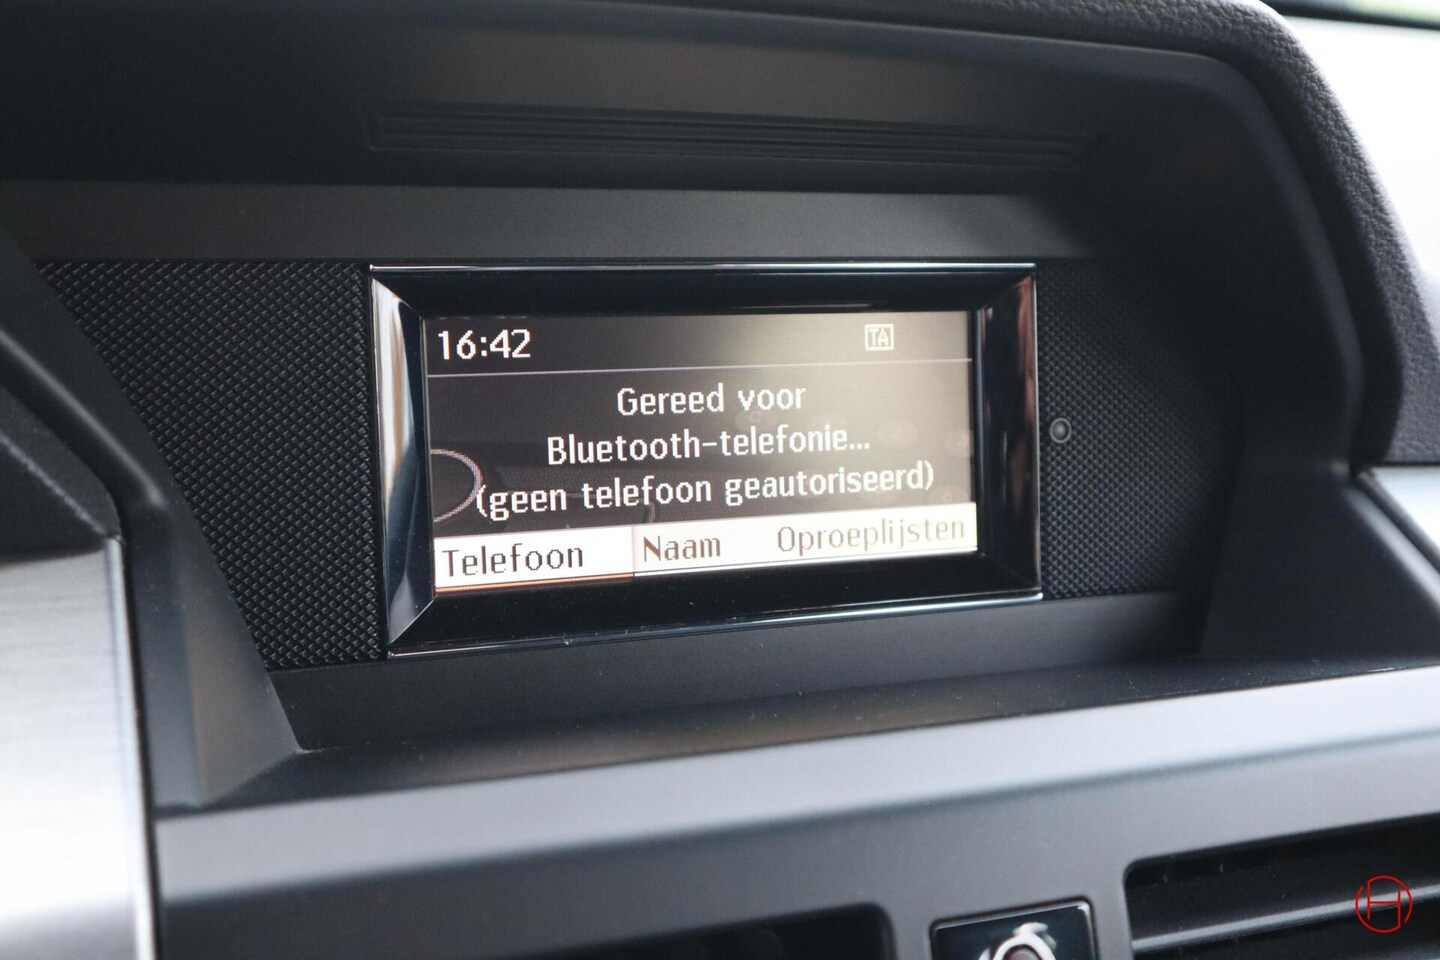 16:42 TA
Gereed voor
Bluetooth-telefonie...
(geen telefoon geautoriseerd)
Telefoon Naam Oproeplijsten